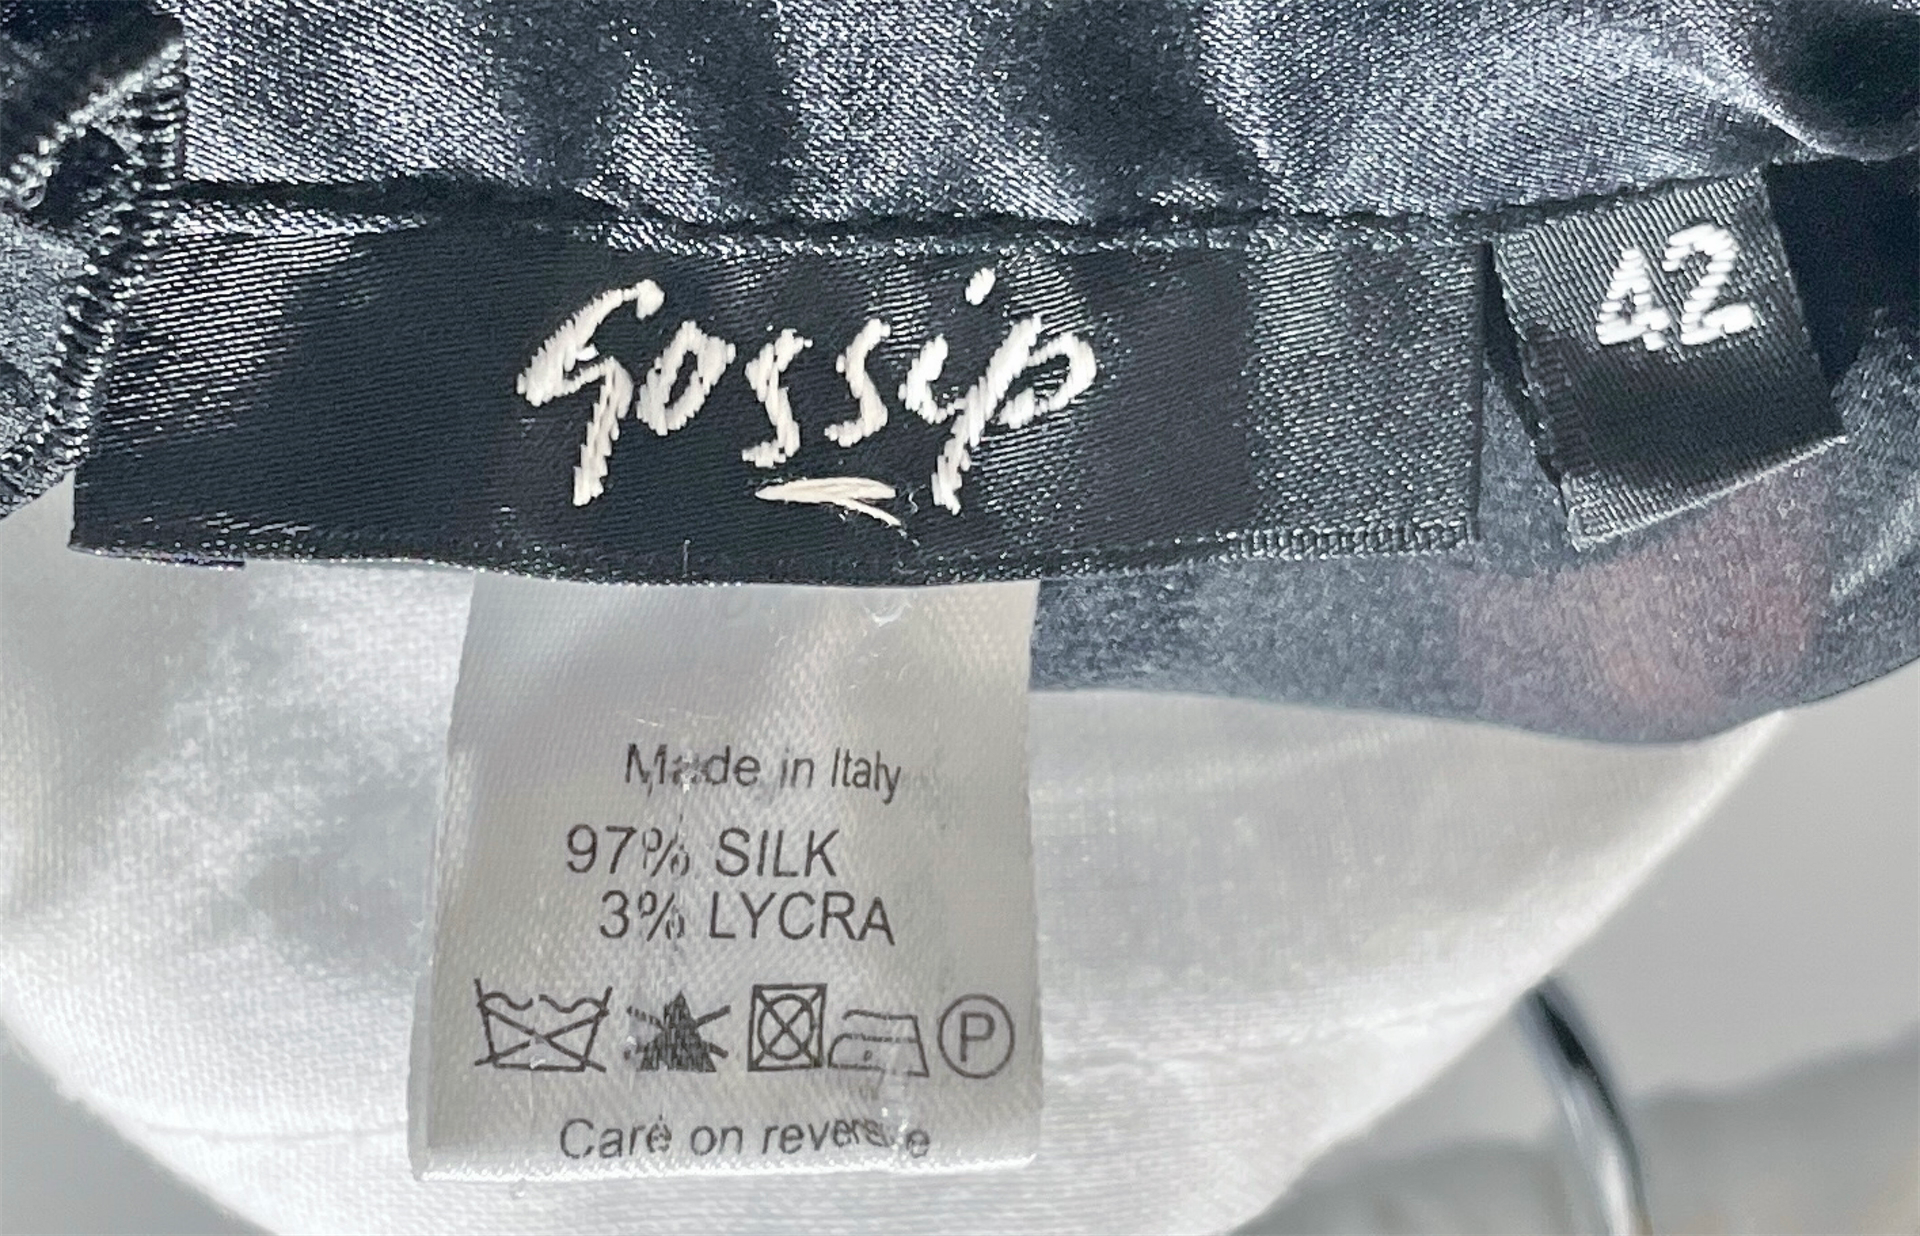 Gossip
42
Made in Italy
97% SILK
3% LYCRA
P
Care on reverse